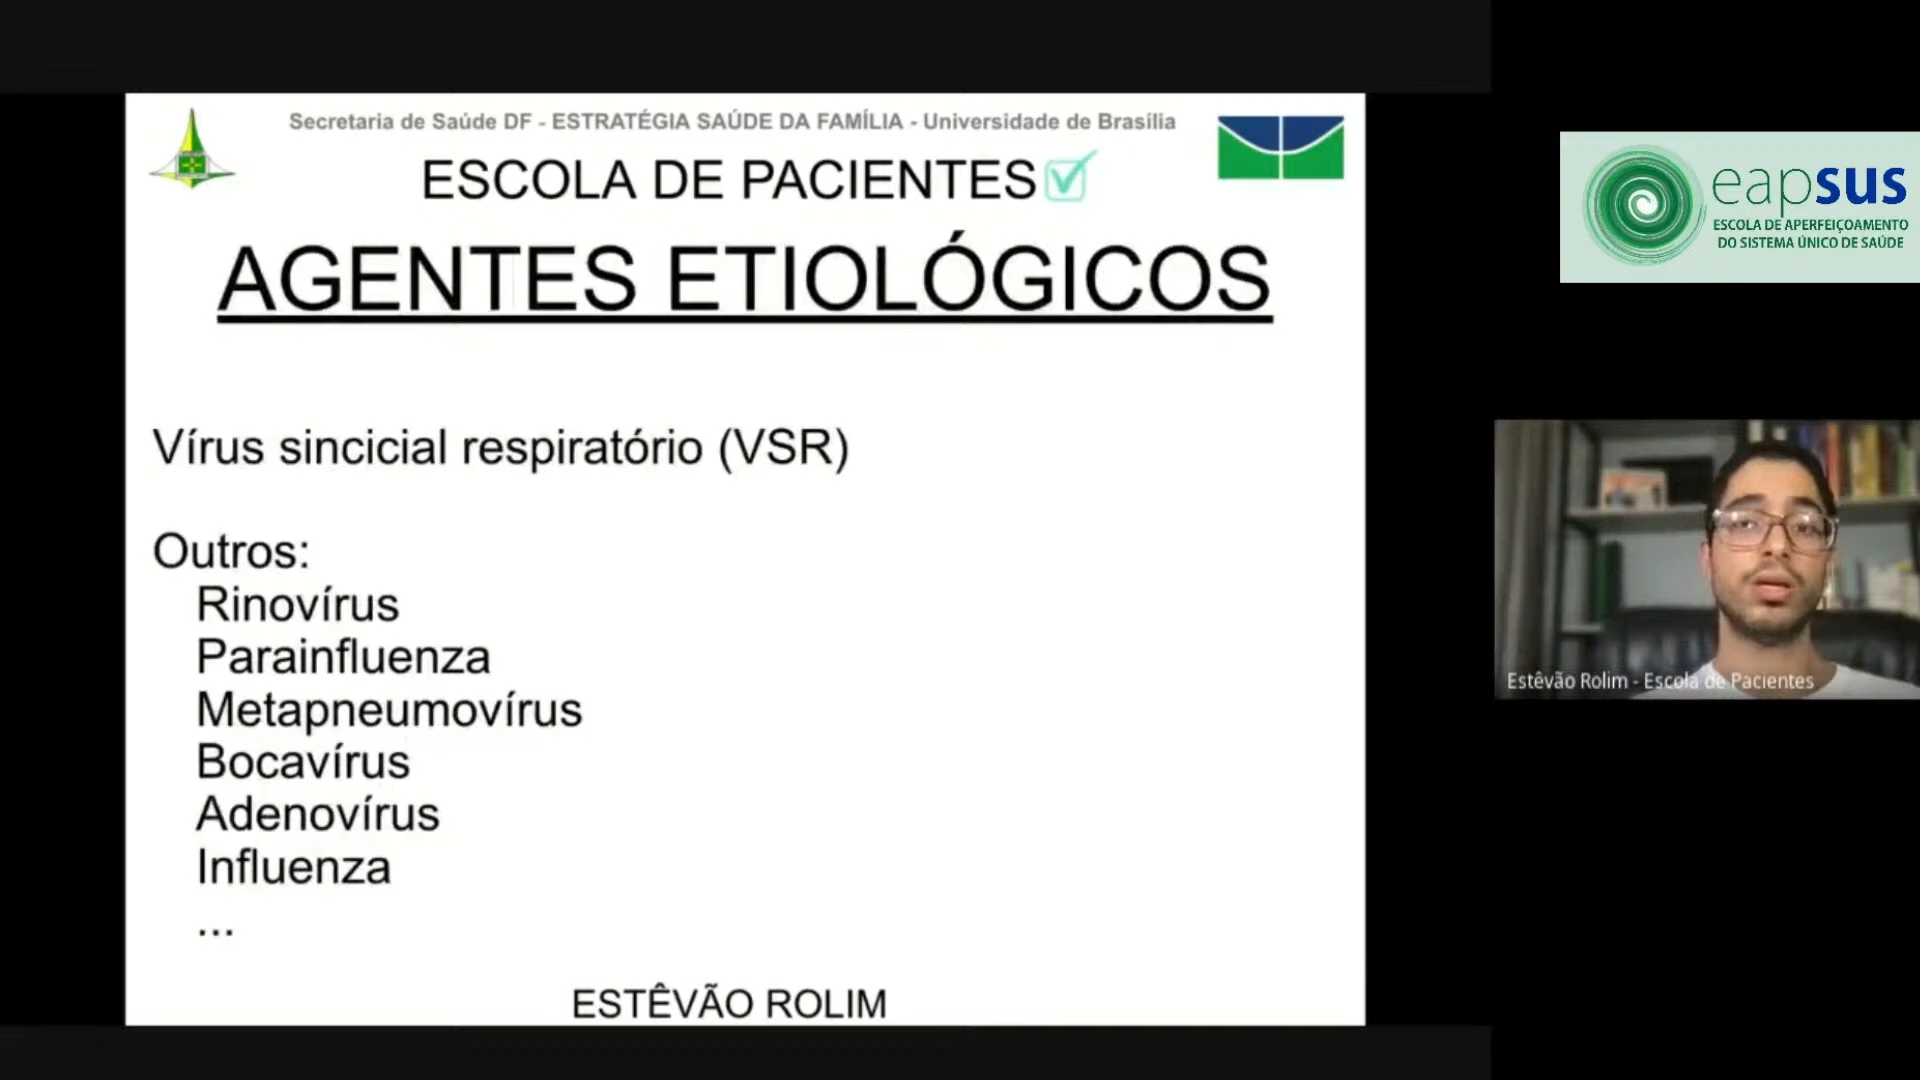 Secretaria de Saúde DF - ESTRATÉGIA SAÚDE DA FAMÍLIA - Universidade de Brasília
ESCOLA DE PACIENTES
AGENTES ETIOLÓGICOS
Vírus sincicial respiratório (VSR)
Outros:
Rinovírus
Parainfluenza
Metapneumovírus
Bocavírus
Adenovírus
Influenza
...
ESTÊVÃO ROLIM
eapsus
ESCOLA DE APERFEIÇOAMENTO
DO SISTEMA ÚNICO DE SAÚDE
Estêvão Rolim - Escola de Pacientes